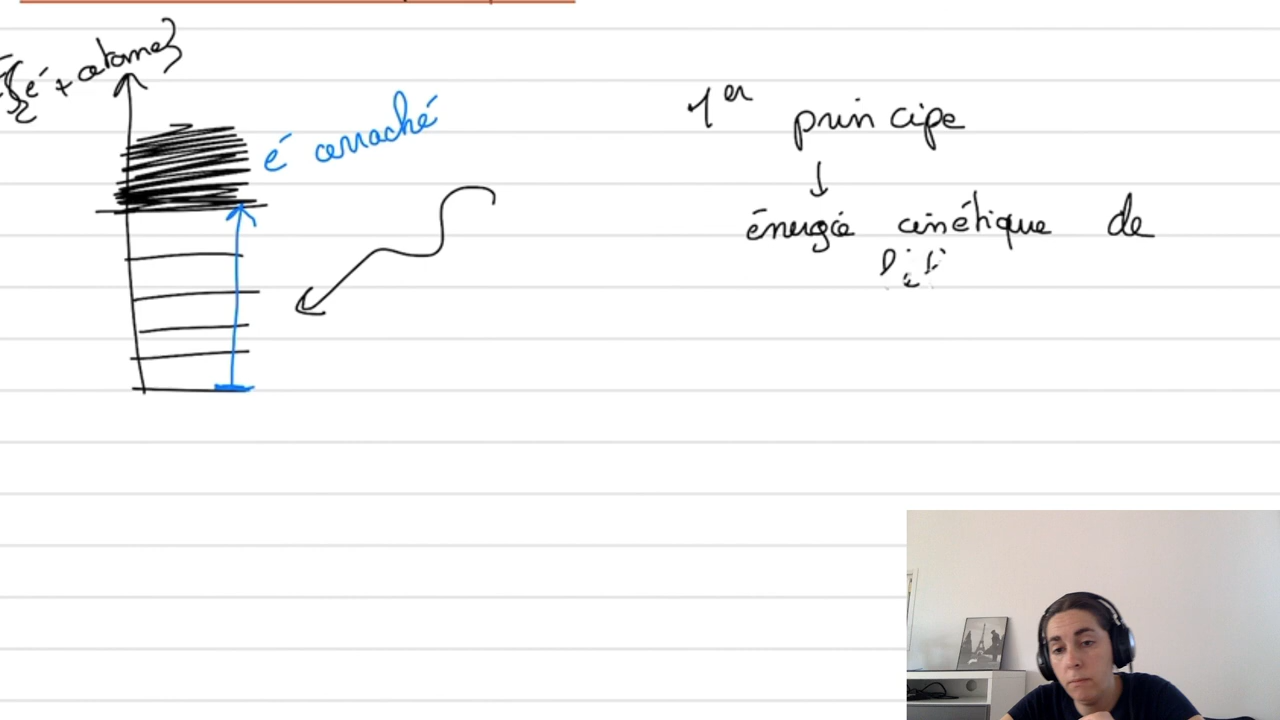 {é + atome}
é arraché
1er principe
↓
énergie cinétique de